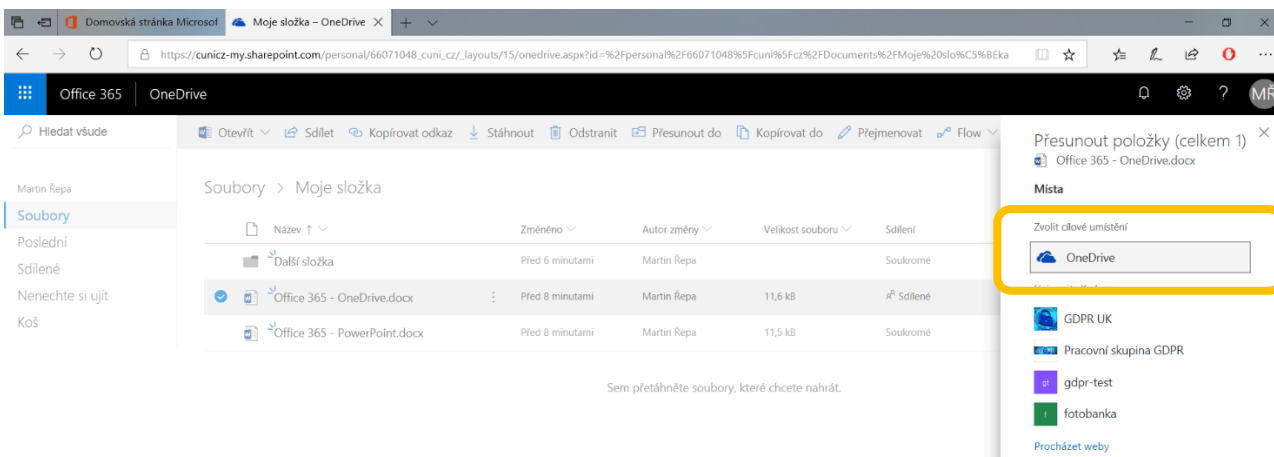 Domovská stránka Microsof
Moje složka – OneDrive
https://cunicz-my.sharepoint.com/personal/66071048_cuni_cz/_layouts/15/onedrive.aspx?id=%2Fpersonal%2F66071048%5Fcuni%5Fcz%2FDocuments%2FMoje%20slo%C5%BEka
Office 365 OneDrive
MŘ
Hledat všude
Otevřít Sdílet Kopírovat odkaz Stáhnout Odstranit Přesunout do Kopírovat do Přejmenovat Flow
Přesunout položky (celkem 1)
Office 365 - OneDrive.docx
Místa
Martin Řepa
Soubory
Poslední
Sdílené
Nenechte si ujít
Koš
Soubory > Moje složka
Název Změněno Autor změny Velikost souboru Sdílení
Další složka Před 6 minutami Martin Řepa Soukromé
Office 365 - OneDrive.docx Před 8 minutami Martin Řepa 11,6 kB Sdílené
Office 365 - PowerPoint.docx Před 8 minutami Martin Řepa 11,5 kB Soukromé
Sem přetáhněte soubory, které chcete nahrát.
Zvolit cílové umístění
OneDrive
GDPR UK
Pracovní skupina GDPR
gt gdpr-test
f fotobanka
Procházet weby